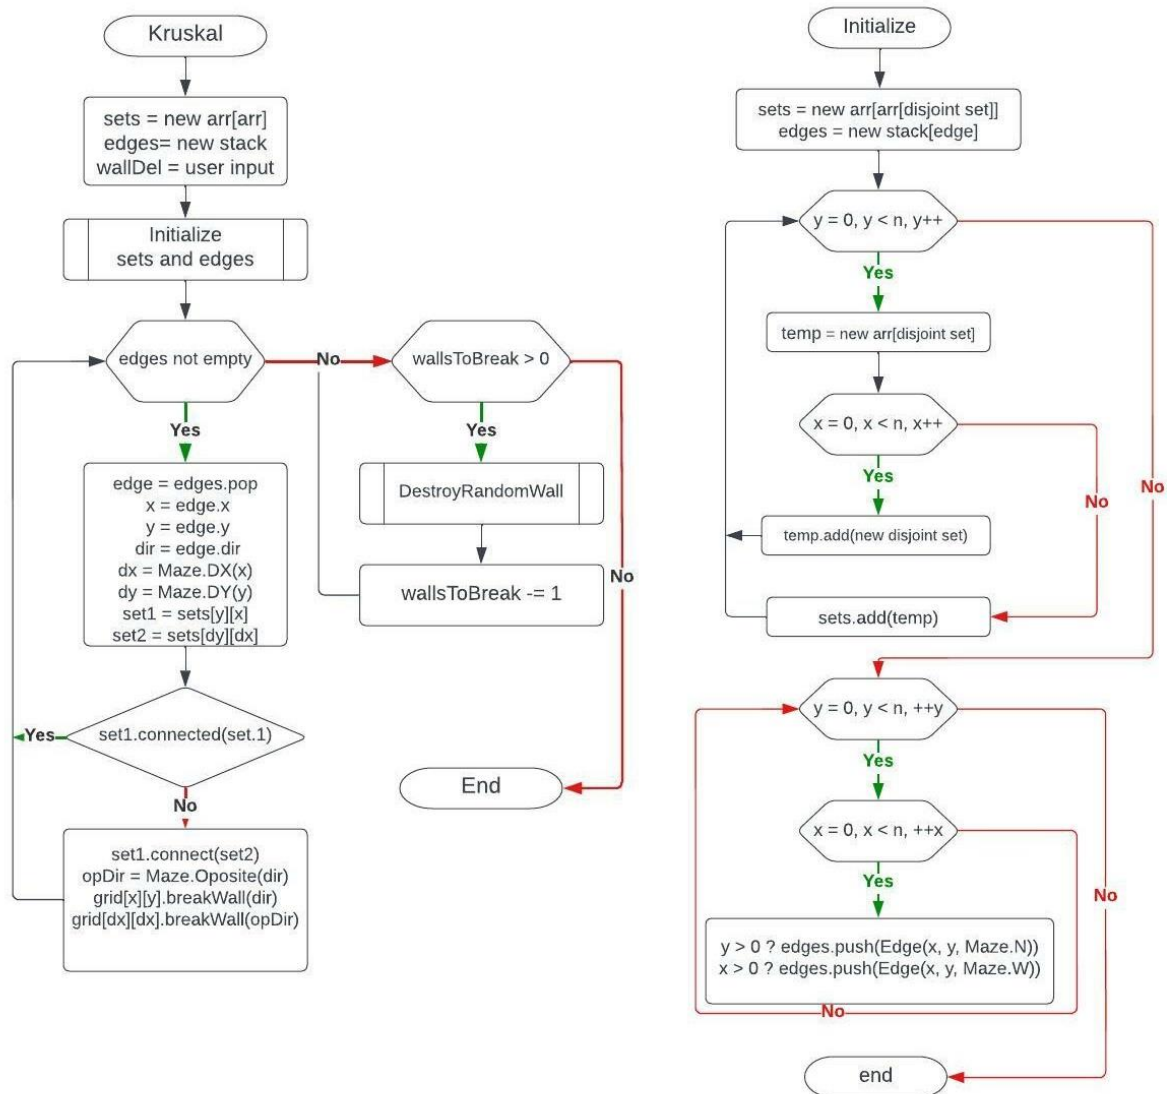 Kruskal
sets = new arr[arr]
edges= new stack
wallDel = user input
Initialize
sets and edges
edges not empty
No
wallsToBreak > 0
Yes
Yes
edge = edges.pop
x = edge.x
y = edge.y
dir = edge.dir
dx = Maze.DX(x)
dy = Maze.DY(y)
set1 = sets[y][x]
set2 = sets[dy][dx]
DestroyRandomWall
wallsToBreak -= 1
No
set1.connected(set.1)
Yes
No
End
set1.connect(set2)
opDir = Maze.Oposite(dir)
grid[x][y].breakWall(dir)
grid[dx][dx].breakWall(opDir)
Initialize
sets = new arr[arr[disjoint set]]
edges = new stack[edge]
y = 0, y < n, y++
Yes
temp = new arr[disjoint set]
x = 0, x < n, x++
Yes
No
No
temp.add(new disjoint set)
sets.add(temp)
y = 0, y < n, ++y
Yes
x = 0, x < n, ++x
Yes
No
y > 0 ? edges.push(Edge(x, y, Maze.N))
x > 0 ? edges.push(Edge(x, y, Maze.W))
No
end